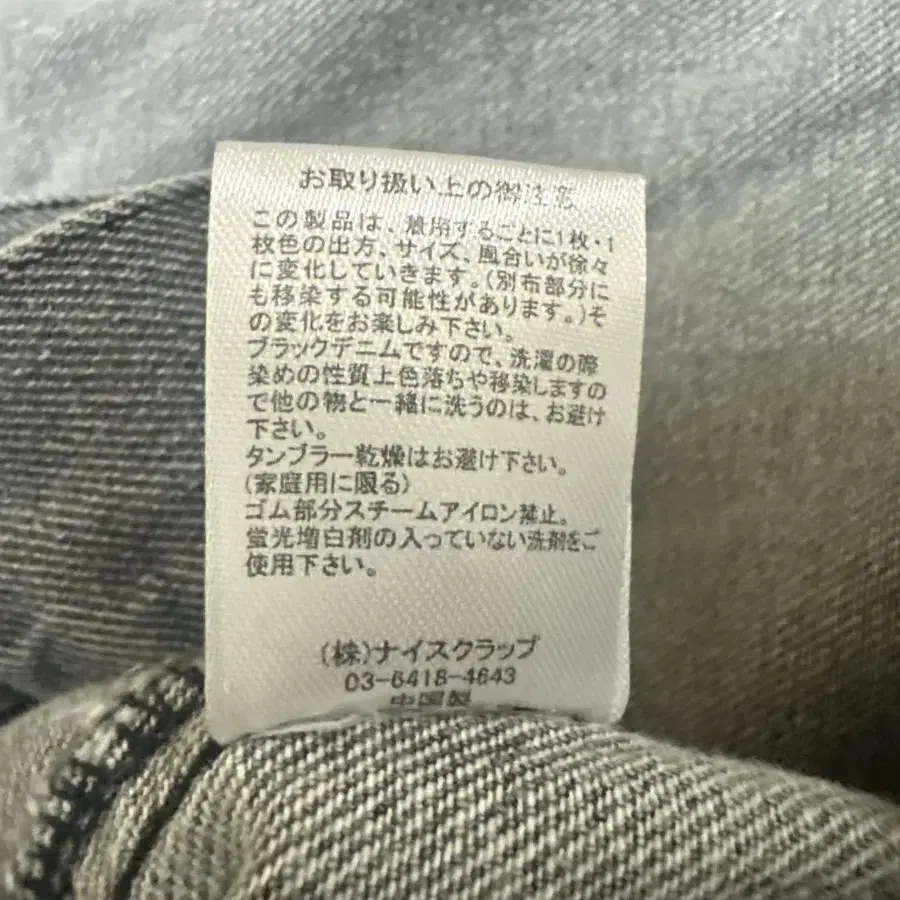 お取り扱い上の御注意
この製品は、着用するごとに1枚・1
枚色の出方、サイズ、風合いが徐々
に変化していきます。(別布部分に
も移染する可能性があります。)そ
の変化をお楽しみ下さい。
ブラックデニムですので、洗濯の際
染めの性質上色落ちや移染しますの
で他の物と一緒に洗うのは、お避け
下さい。
タンブラー乾燥はお避け下さい。
(家庭用に限る)
ゴム部分スチームアイロン禁止。
蛍光増白剤の入っていない洗剤をご
使用下さい。
(株)ナイスクラップ
03-6418-4643
中国製